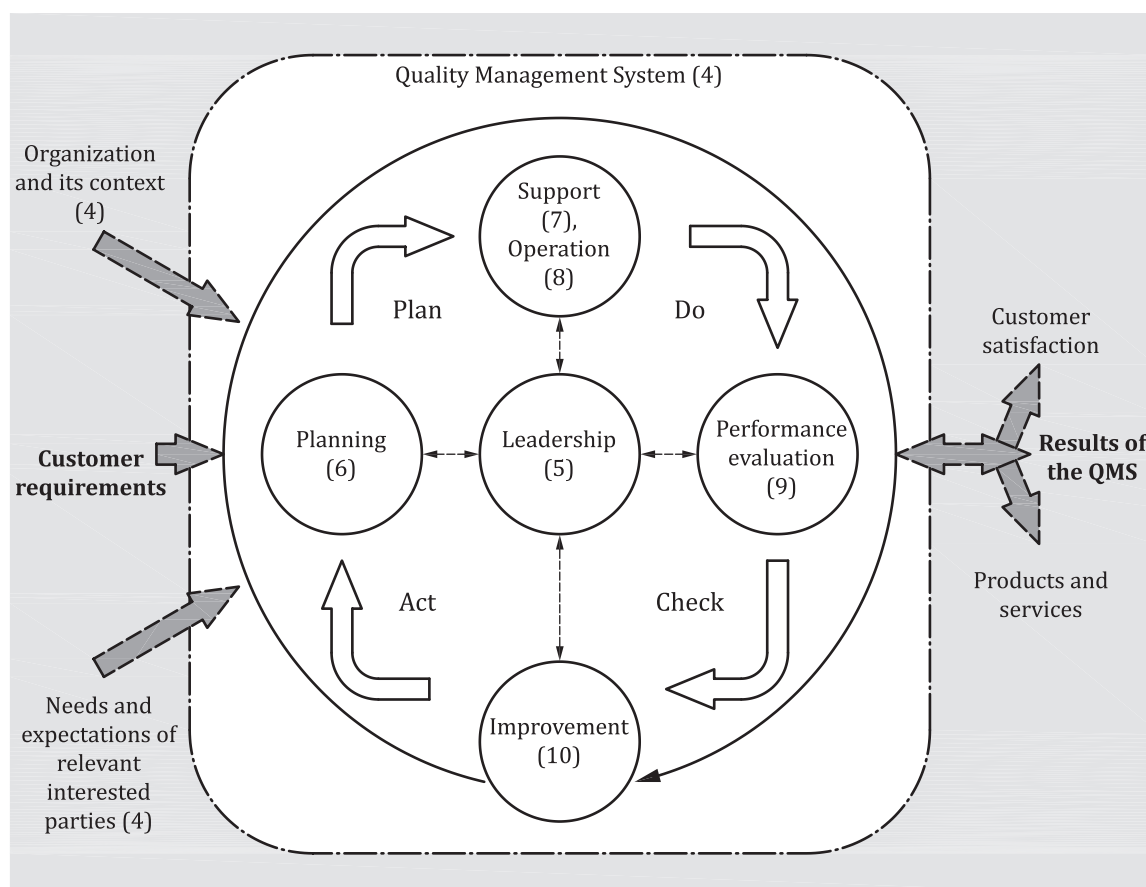 Quality Management System (4)
Organization
and its context
(4)
Support
(7),
Operation
(8)
Plan
Do
Customer
satisfaction
Planning
(6)
Leadership
(5)
Performance
evaluation
(9)
Customer
requirements
Results of
the QMS
Act
Check
Products and
services
Needs and
expectations of
relevant
interested
parties (4)
Improvement
(10)